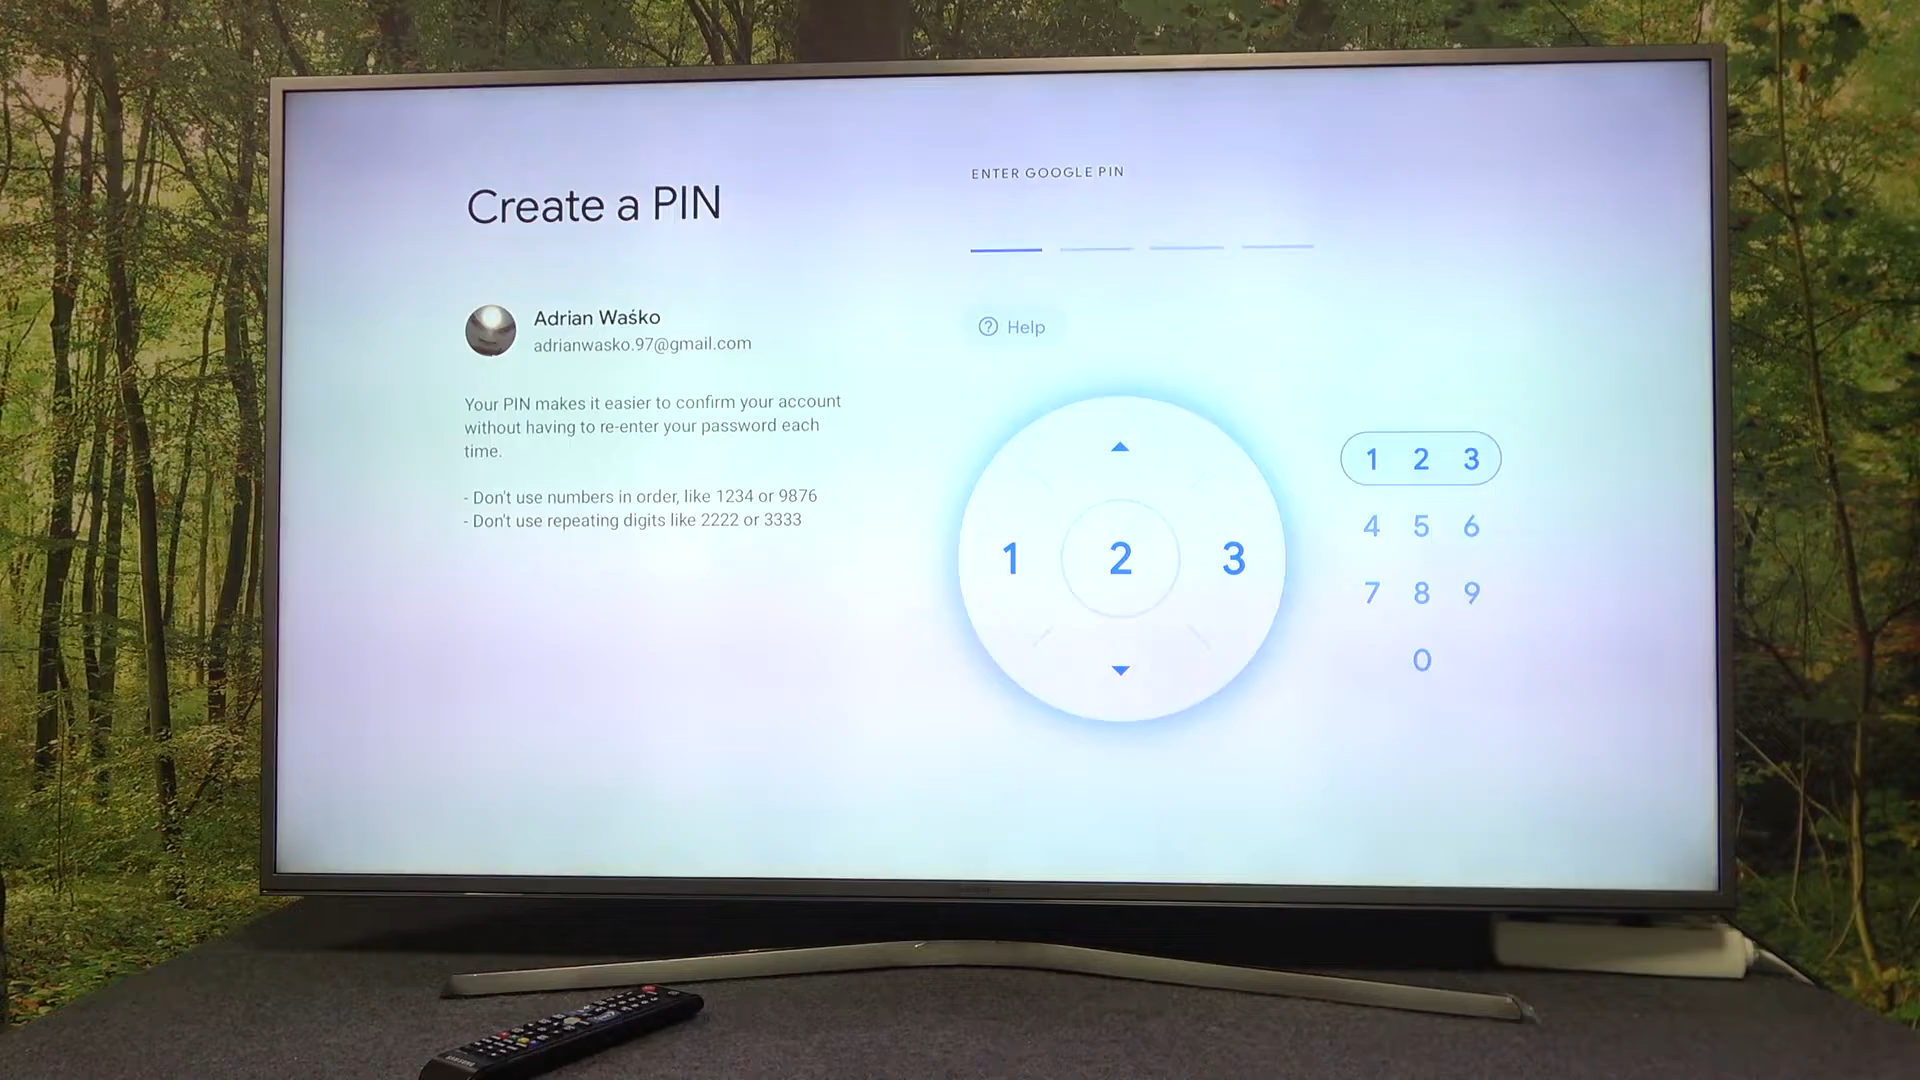 Create a PIN
Adrian Waśko
adrianwasko.97@gmail.com
Your PIN makes it easier to confirm your account
without having to re-enter your password each
time.
- Don't use numbers in order, like 1234 or 9876
- Don't use repeating digits like 2222 or 3333
ENTER GOOGLE PIN
Help
1 2 3
1 2 3
4 5 6
7 8 9
0
SAMSUNG